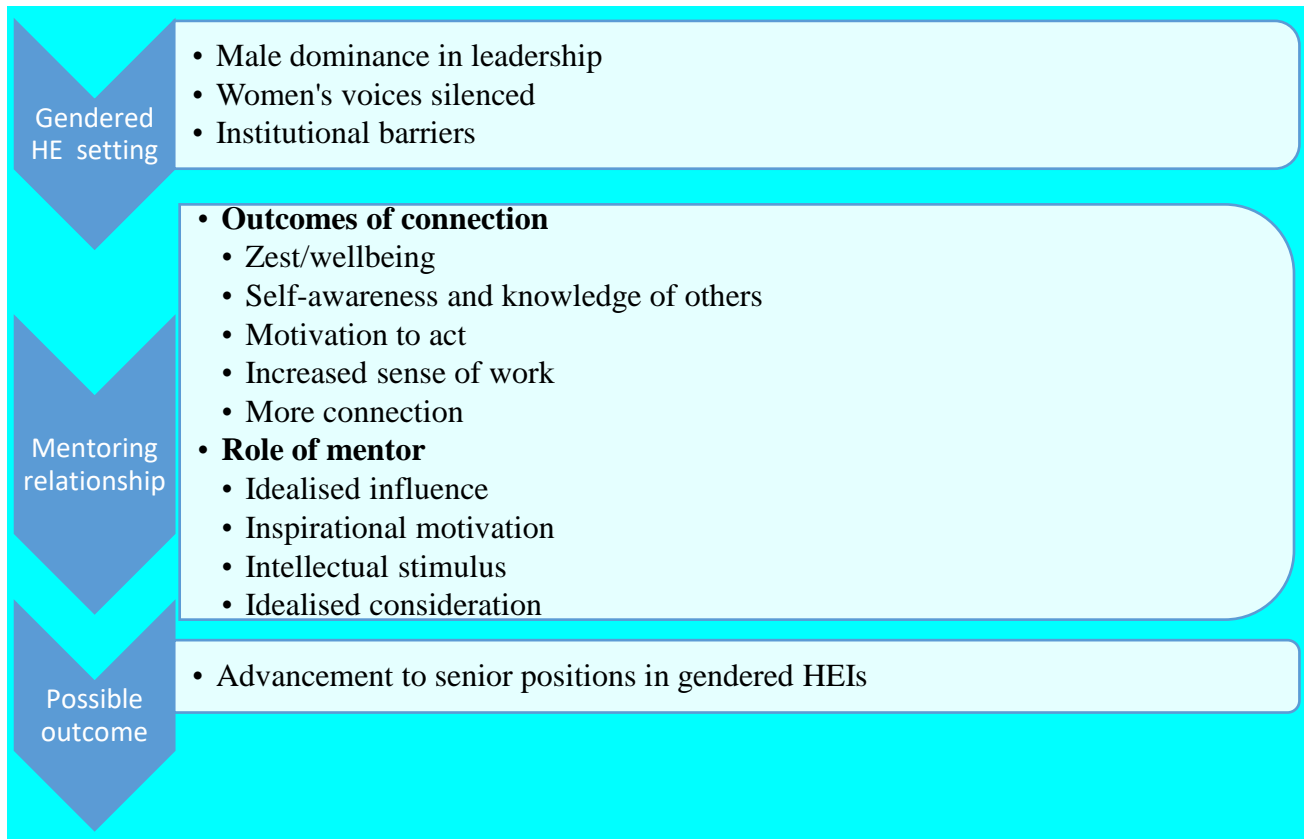 Gendered
HE setting
• Male dominance in leadership
• Women's voices silenced
• Institutional barriers
Mentoring
relationship
• Outcomes of connection
• Zest/wellbeing
• Self-awareness and knowledge of others
• Motivation to act
• Increased sense of work
• More connection
• Role of mentor
• Idealised influence
• Inspirational motivation
• Intellectual stimulus
• Idealised consideration
Possible
outcome
• Advancement to senior positions in gendered HEIs